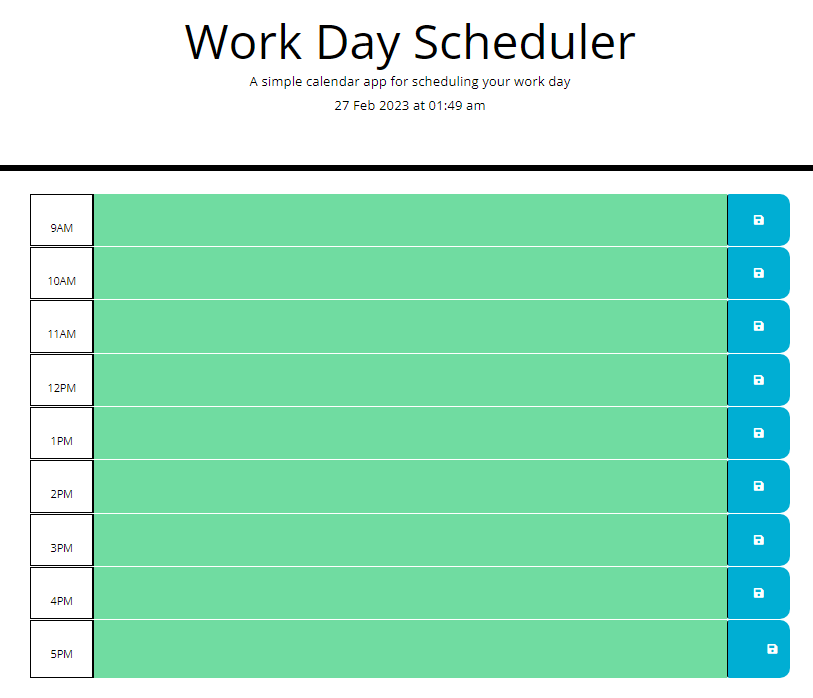 Work Day Scheduler
A simple calendar app for scheduling your work day
27 Feb 2023 at 01:49 am
9AM
10AM
11AM
12PM
1PM
2PM
3PM
4PM
5PM